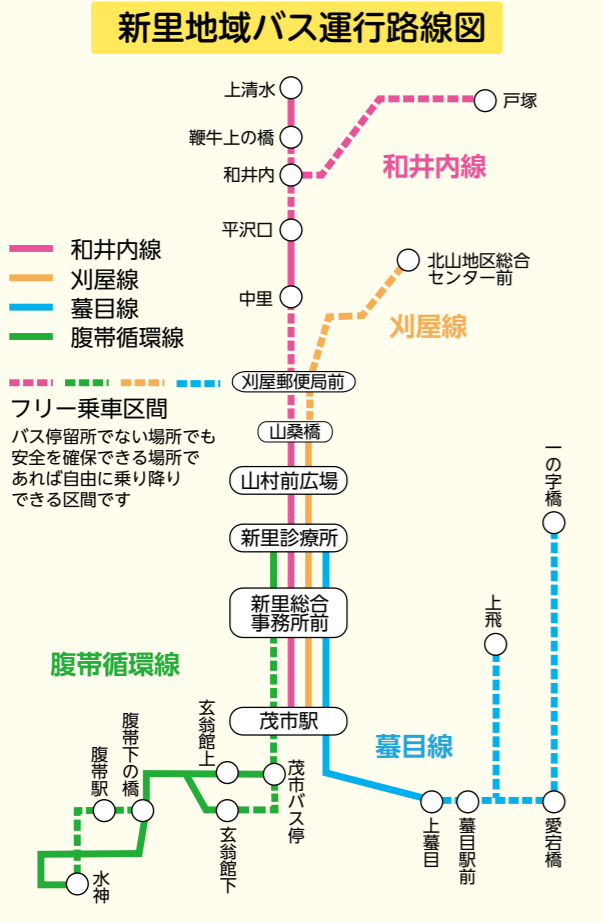 新里地域バス運行路線図
上清水
戸塚
鞭牛上の橋
和井内線
和井内
平沢口
和井内線
北山地区総合
センター前
刈屋線
中里
蟇目線
刈屋線
腹帯循環線
刈屋郵便局前
フリー乗車区間
バス停留所でない場所でも
安全を確保できる場所で
あれば自由に乗り降り
できる区間です
山桑橋
山村前広場
一の字橋
新里診療所
新里総合
事務所前
上飛
腹帯循環線
茂市駅
玄翁館上
腹帯下の橋
腹帯駅
蟇目線
茂市バス停
玄翁館下
水神
上蟇目
蟇目駅前
愛宕橋